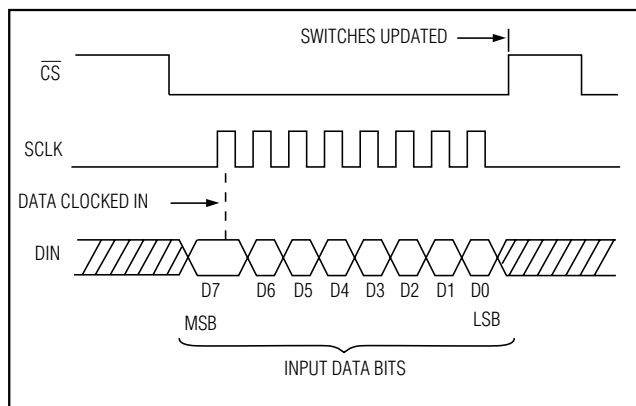 SWITCHES UPDATED
CS
SCLK
DATA CLOCKED IN
DIN
D7 D6 D5 D4 D3 D2 D1 D0
MSB LSB
INPUT DATA BITS